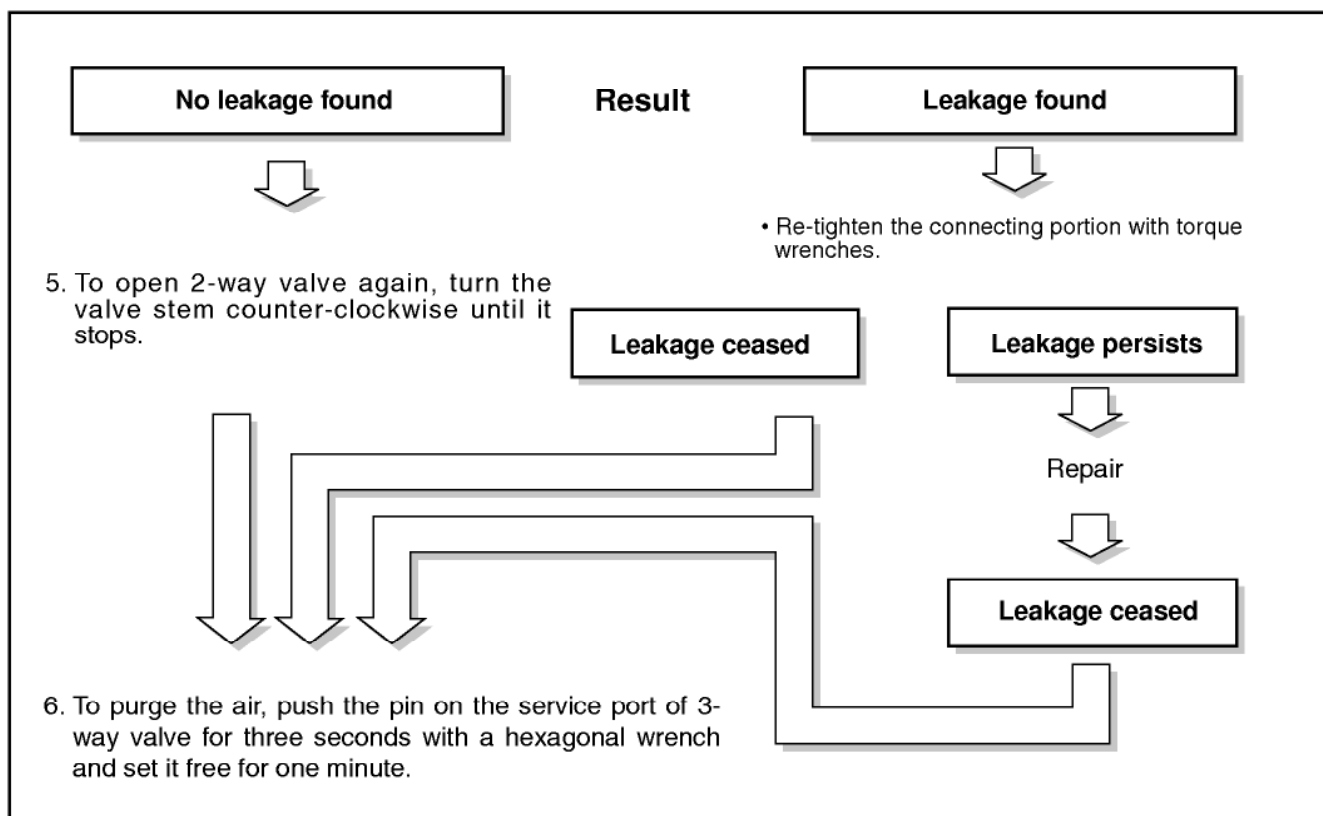 No leakage found
Result
Leakage found
• Re-tighten the connecting portion with torque
wrenches.
5. To open 2-way valve again, turn the
valve stem counter-clockwise until it
stops.
Leakage ceased
Leakage persists
Repair
Leakage ceased
6. To purge the air, push the pin on the service port of 3-
way valve for three seconds with a hexagonal wrench
and set it free for one minute.